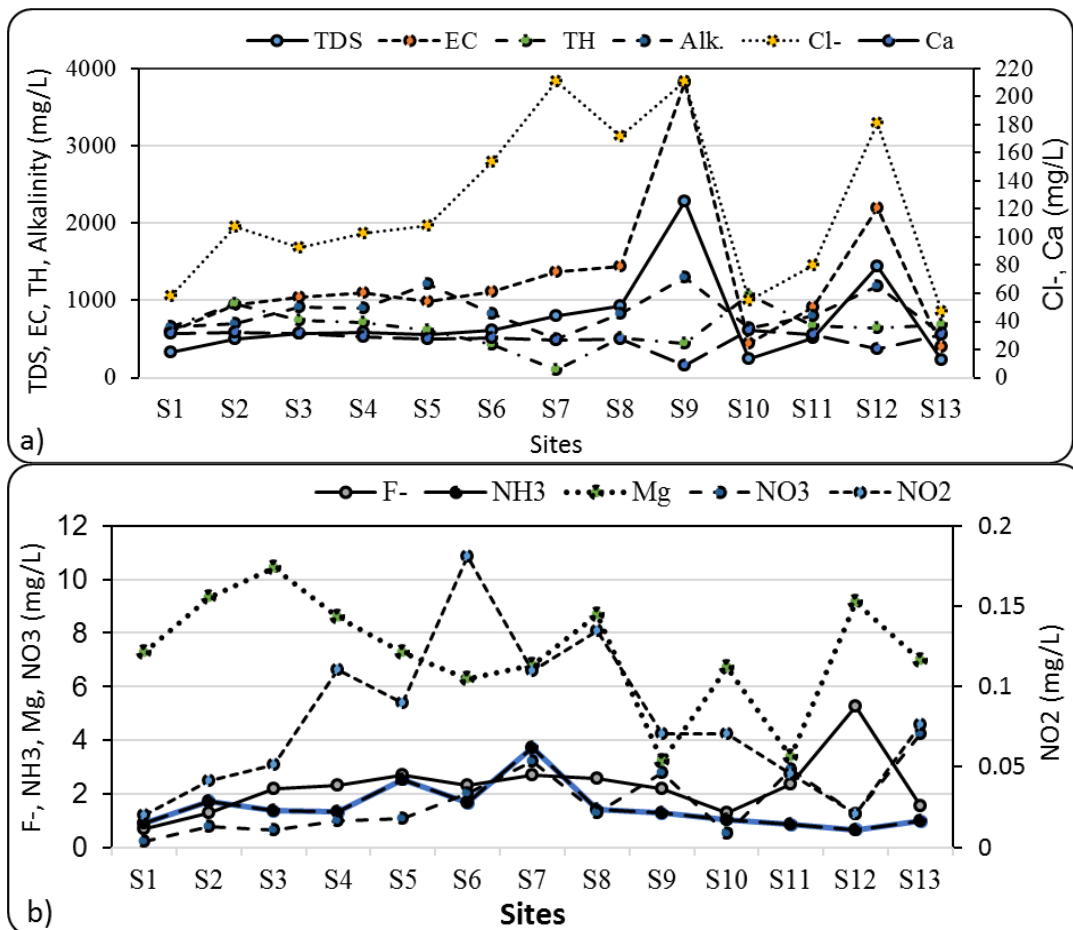 TDS EC TH Alk. Cl- Ca
TDS, EC, TH, Alkalinity (mg/L)
4000
3000
2000
1000
0
220
200
180
160
140
120
100
80
60
40
20
0
Cl-, Ca (mg/L)
S1 S2 S3 S4 S5 S6 S7 S8 S9 S10 S11 S12 S13
a)
Sites
F- NH3 Mg NO3 NO2
F-, NH3, Mg, NO3 (mg/L)
12
10
8
6
4
2
0
0.2
0.15
0.1
0.05
0
NO2 (mg/L)
S1 S2 S3 S4 S5 S6 S7 S8 S9 S10 S11 S12 S13
b)
Sites